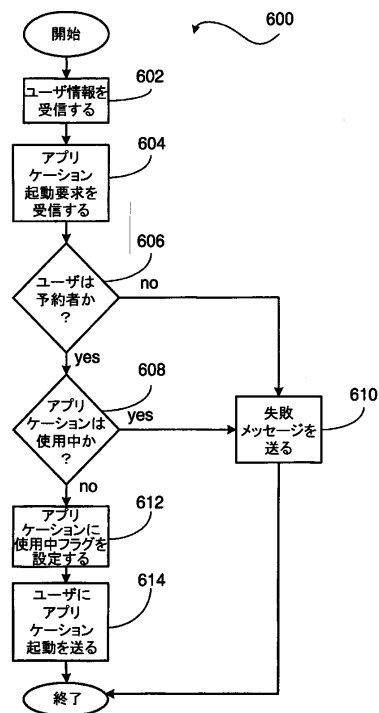 600
開始
602
ユーザ情報を
受信する
604
アプリ
ケーション
起動要求を
受信する
606
ユーザは
予約者か
?
no
yes
608
アプリ
ケーションは
使用中か
?
yes
610
失敗
メッセージを
送る
no
612
アプリ
ケーションに
使用中フラグを
設定する
614
ユーザに
アプリ
ケーション
起動を送る
終了